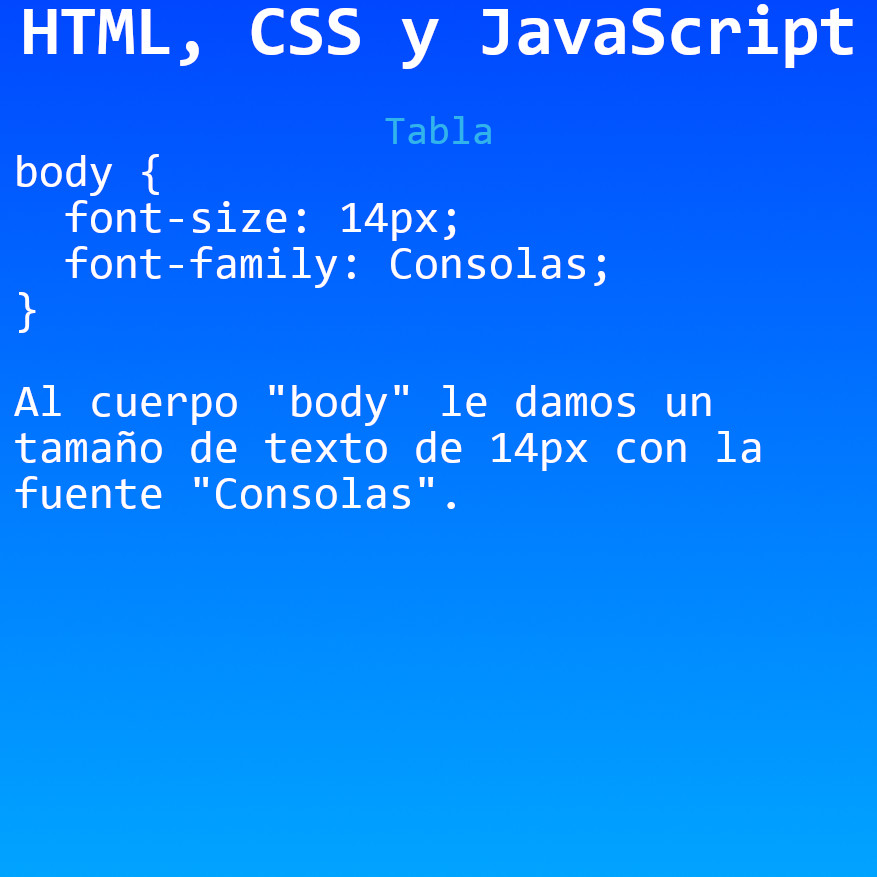 HTML, CSS y JavaScript
Tabla
body {
  font-size: 14px;
  font-family: Consolas;
}
Al cuerpo "body" le damos un
tamaño de texto de 14px con la
fuente "Consolas".